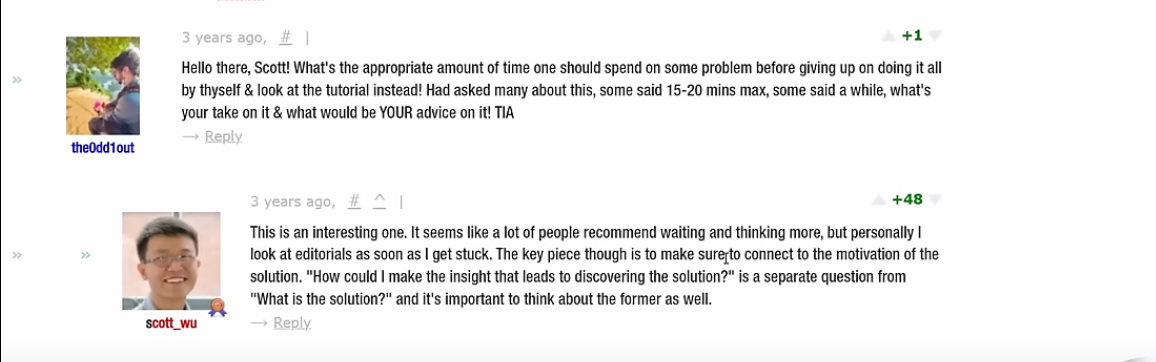 3 years ago, # |
+1
Hello there, Scott! What's the appropriate amount of time one should spend on some problem before giving up on doing it all
by thyself & look at the tutorial instead! Had asked many about this, some said 15-20 mins max, some said a while, what's
your take on it & what would be YOUR advice on it! TIA
→ Reply
the0dd1out
3 years ago, # ^ |
+48
This is an interesting one. It seems like a lot of people recommend waiting and thinking more, but personally I
look at editorials as soon as I get stuck. The key piece though is to make sure to connect to the motivation of the
solution. "How could I make the insight that leads to discovering the solution?" is a separate question from
"What is the solution?" and it's important to think about the former as well.
→ Reply
scott_wu